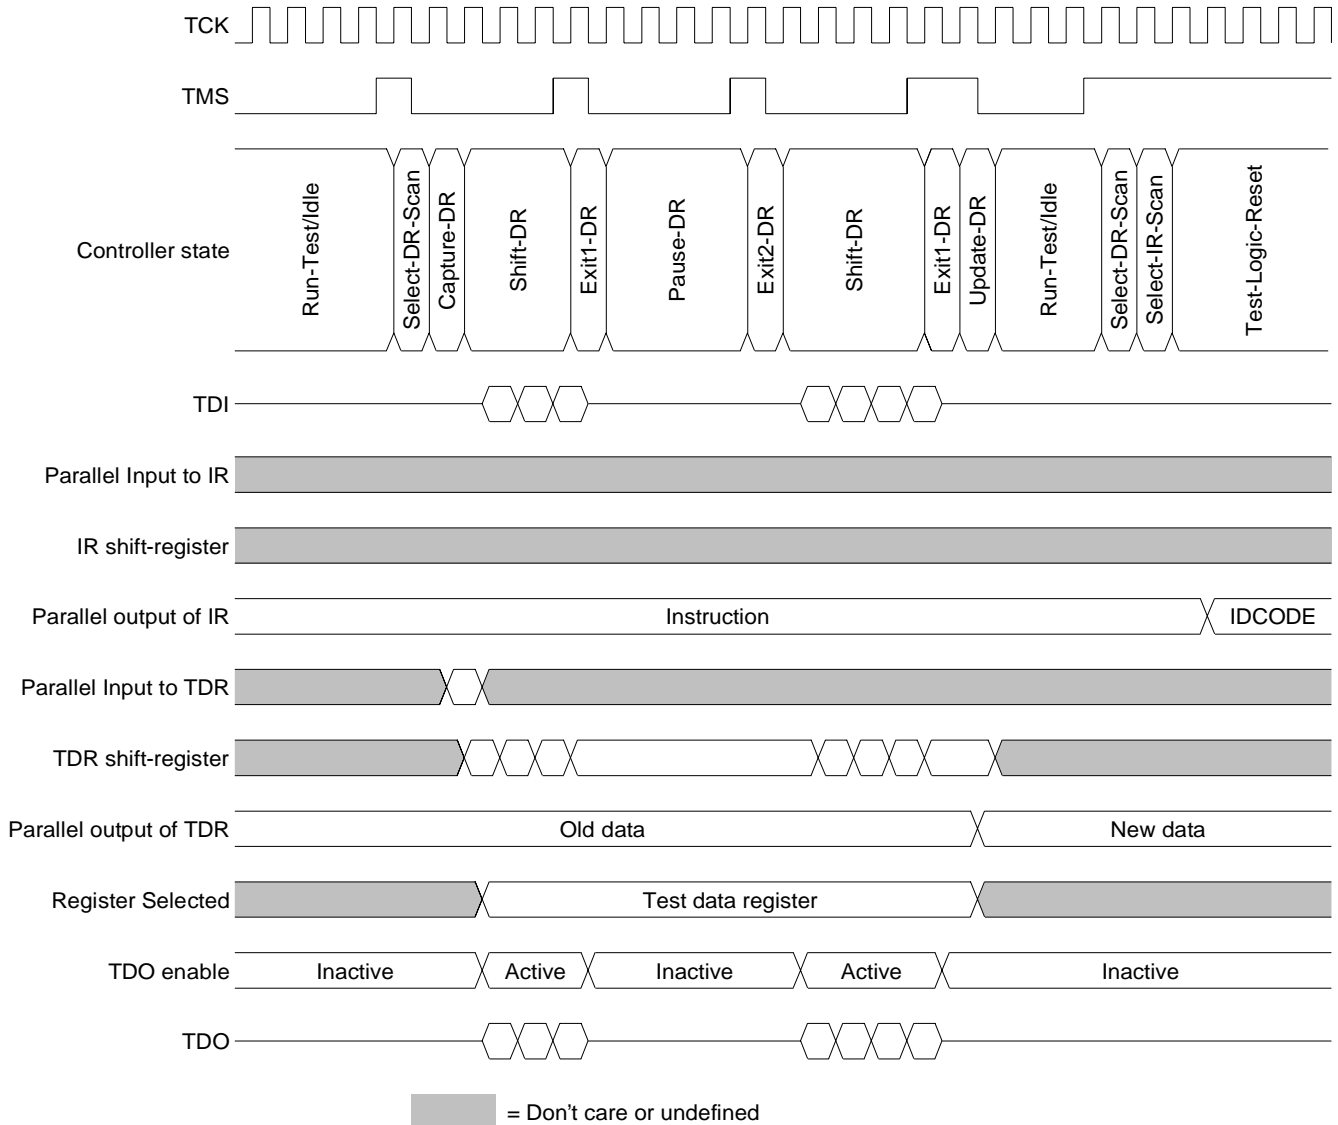 TCK
TMS
Controller state
Run-Test/Idle
Select-DR-Scan
Capture-DR
Shift-DR
Exit1-DR
Pause-DR
Exit2-DR
Shift-DR
Exit1-DR
Update-DR
Run-Test/Idle
Select-DR-Scan
Select-IR-Scan
Test-Logic-Reset
TDI
Parallel Input to IR
IR shift-register
Parallel output of IR
Instruction
IDCODE
Parallel Input to TDR
TDR shift-register
Parallel output of TDR
Old data
New data
Register Selected
Test data register
TDO enable
Inactive
Active
Inactive
Active
Inactive
TDO
= Don't care or undefined